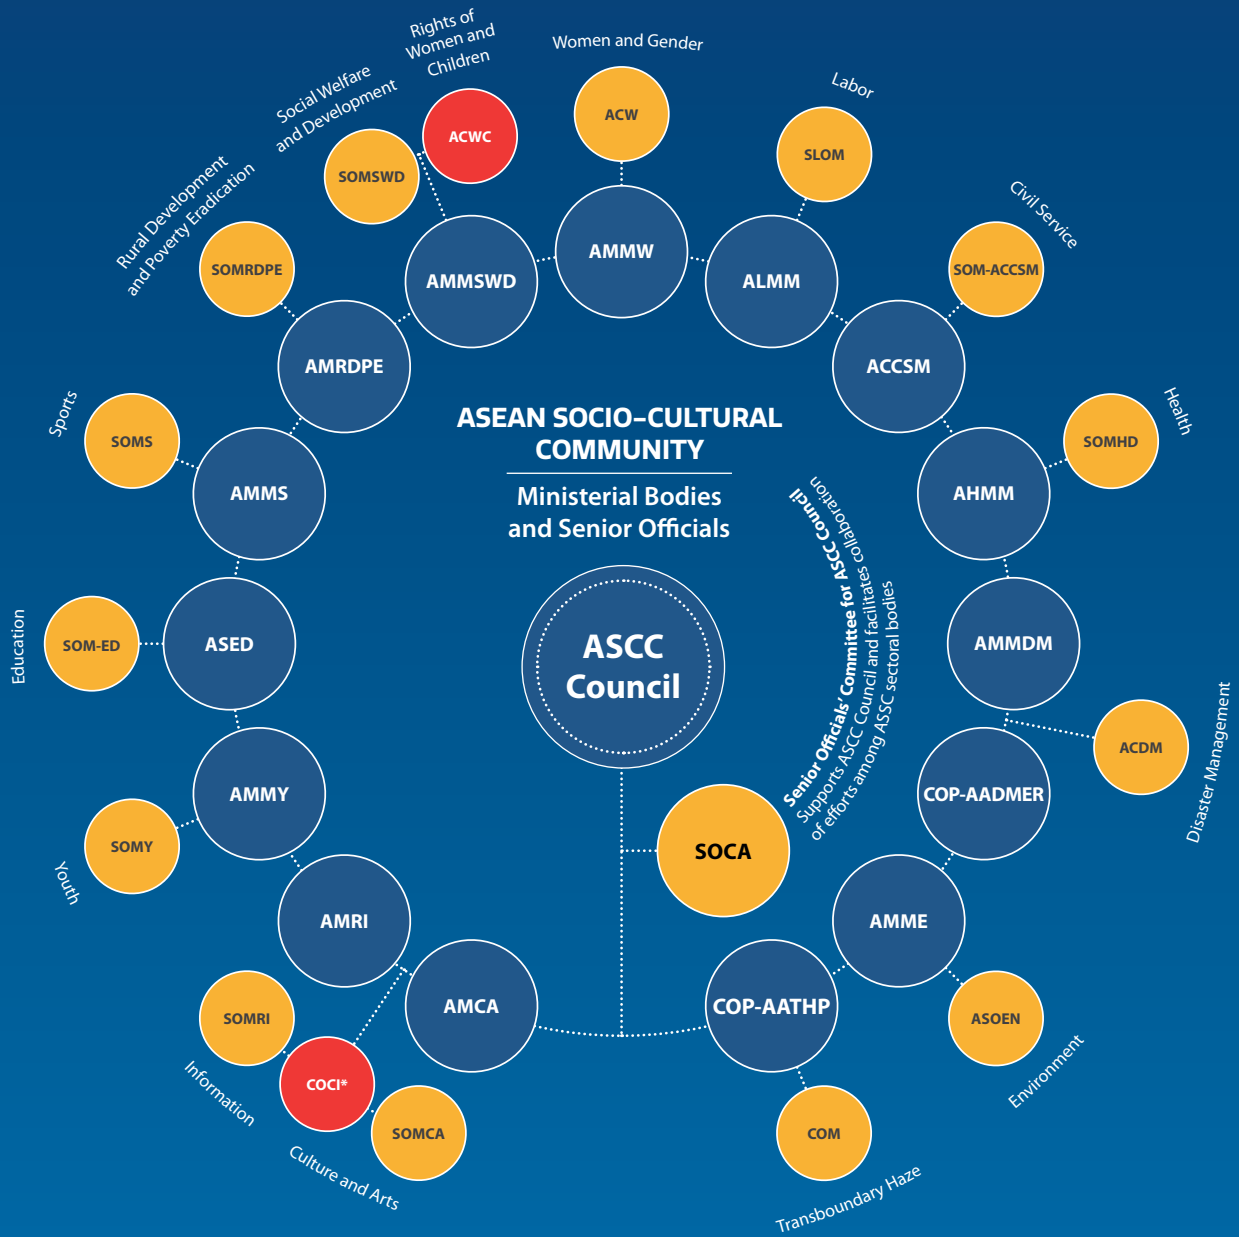 Rights of
Women and
Children
Women and Gender
Social Welfare
and Development
Labor
ACWC
ACW
SLOM
SOMSWD
Rural Development
and Poverty Eradication
Civil Service
SOMRDPE
AMMSWD
AMMW
ALMM
SOM-ACCSM
AMRDPE
ACCSM
Sports
SOMS
Health
SOMHD
ASEAN SOCIO-CULTURAL
COMMUNITY
Ministerial Bodies
and Senior Officials
AMMS
AHMM
Senior Officials' Committee for ASCC Council
Supports ASCC Council and facilitates collaboration
of efforts among ASSC sectoral bodies
Education
SOM-ED
ASED
ASCC
Council
AMMDM
ACDM
Disaster Management
AMMY
COP-AADMER
SOMY
Youth
SOCA
AMRI
AMME
AMCA
COP-AATHP
SOMRI
ASOEN
Information
Environment
COCI*
SOMCA
COM
Culture and Arts
Transboundary Haze